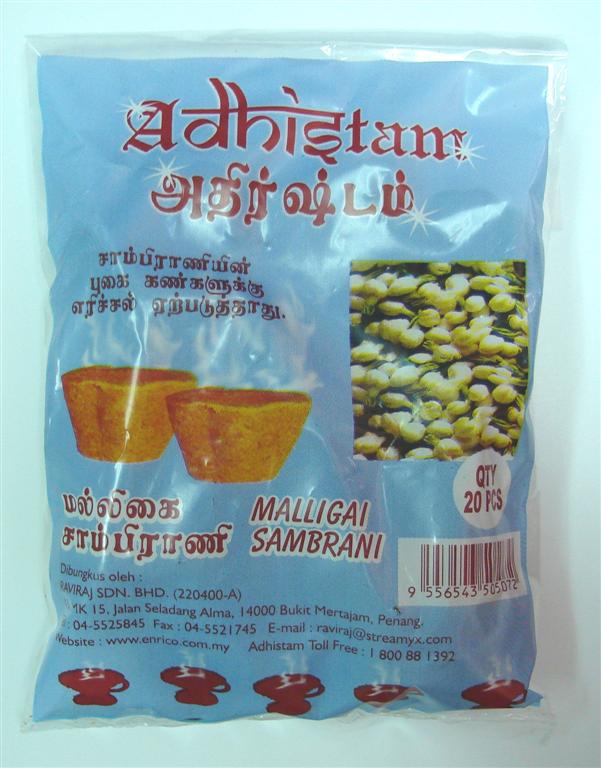 Adhistam
அதிர்ஷ்டம்
சாம்பிராணியின்
புகை கண்களுக்கு
எரிச்சல் ஏற்படுத்தாது.
QTY
20 PCS
மல்லிகை
சாம்பிராணி
MALLIGAI
SAMBRANI
9 556543 505072
Dibungkus oleh :
RAVIRAJ SDN. BHD. (220400-A)
MK 15, Jalan Seladang Alma, 14000 Bukit Mertajam, Penang.
: 04-5525845 Fax : 04-5521745 E-mail : raviraj@streamyx.com
Website : www.enrico.com.my Adhistam Toll Free : 1 800 88 1392